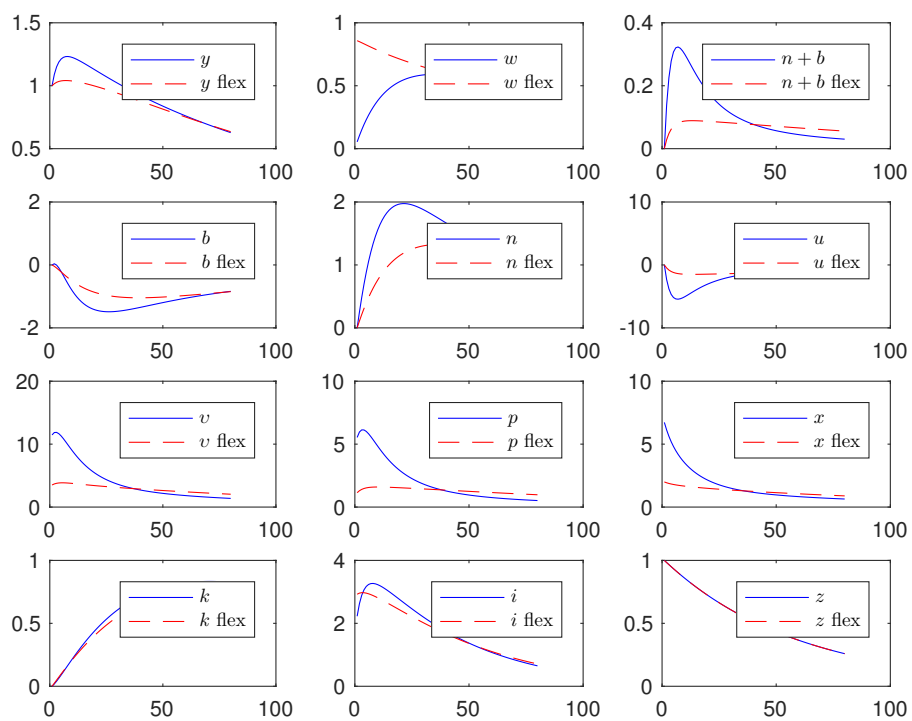 1.5
1
0.5
0 50 100
y
y flex
1
0.5
0
0 50 100
w
w flex
0.4
0.2
0
0 50 100
n + b
n + b flex
2
0
-2
0 50 100
b
b flex
2
1
0
0 50 100
n
n flex
10
0
-10
0 50 100
u
u flex
20
10
0
0 50 100
v
v flex
10
5
0
0 50 100
p
p flex
10
5
0
0 50 100
x
x flex
1
0.5
0
0 50 100
k
k flex
4
2
0
0 50 100
i
i flex
1
0.5
0
0 50 100
z
z flex